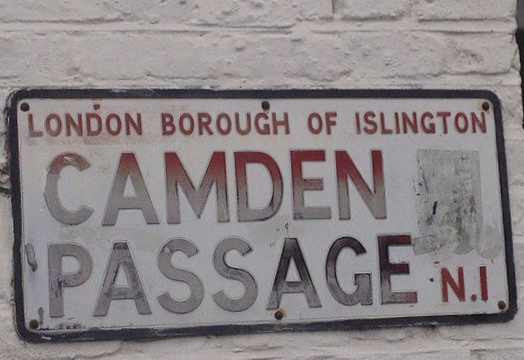 LONDON BOROUGH OF ISLINGTON
CAMDEN
PASSAGE N.1